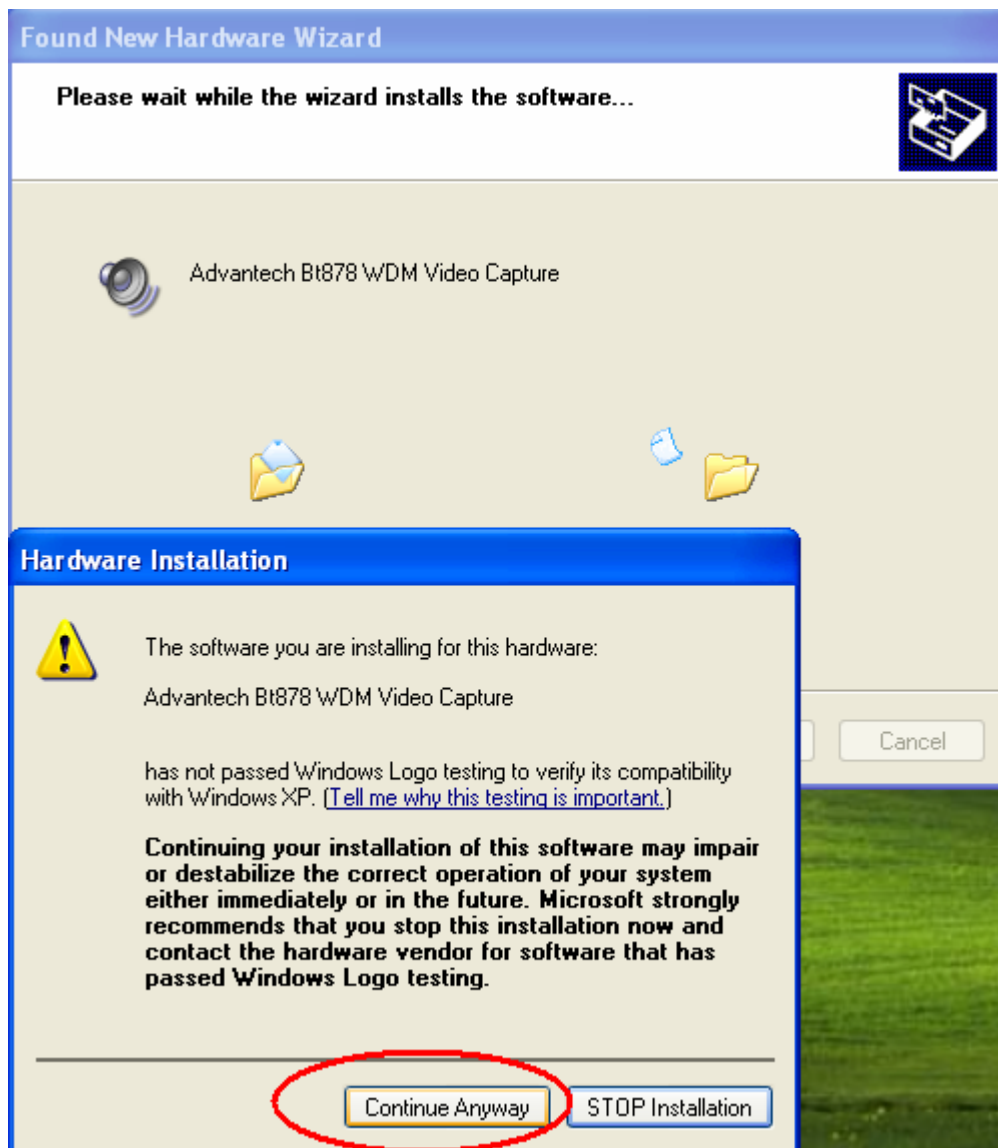 Found New Hardware Wizard
Please wait while the wizard installs the software...
Advantech Bt878 WDM Video Capture
Hardware Installation
The software you are installing for this hardware:
Advantech Bt878 WDM Video Capture
has not passed Windows Logo testing to verify its compatibility
with Windows XP. (Tell me why this testing is important.)
Continuing your installation of this software may impair
or destabilize the correct operation of your system
either immediately or in the future. Microsoft strongly
recommends that you stop this installation now and
contact the hardware vendor for software that has
passed Windows Logo testing.
Continue Anyway
STOP Installation
Cancel